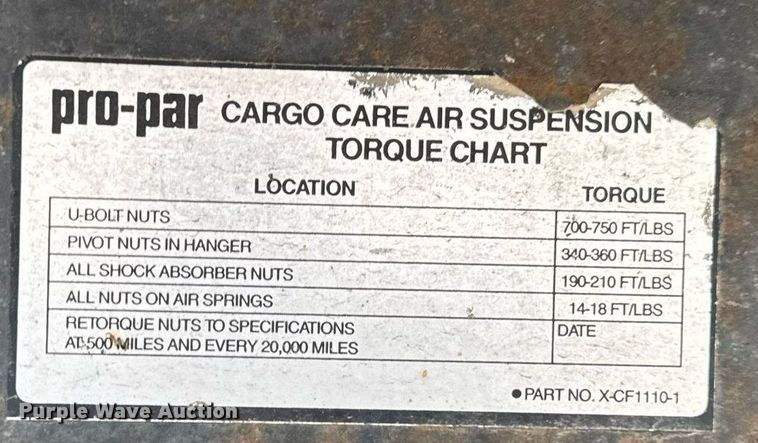 pro-par CARGO CARE AIR SUSPENSION
TORQUE CHART
LOCATION TORQUE
U-BOLT NUTS 700-750 FT/LBS
PIVOT NUTS IN HANGER 340-360 FT/LBS
ALL SHOCK ABSORBER NUTS 190-210 FT/LBS
ALL NUTS ON AIR SPRINGS 14-18 FT/LBS
RETORQUE NUTS TO SPECIFICATIONS DATE
AT 500 MILES AND EVERY 20,000 MILES
● PART NO. X-CF1110-1
Purple Wave Auction